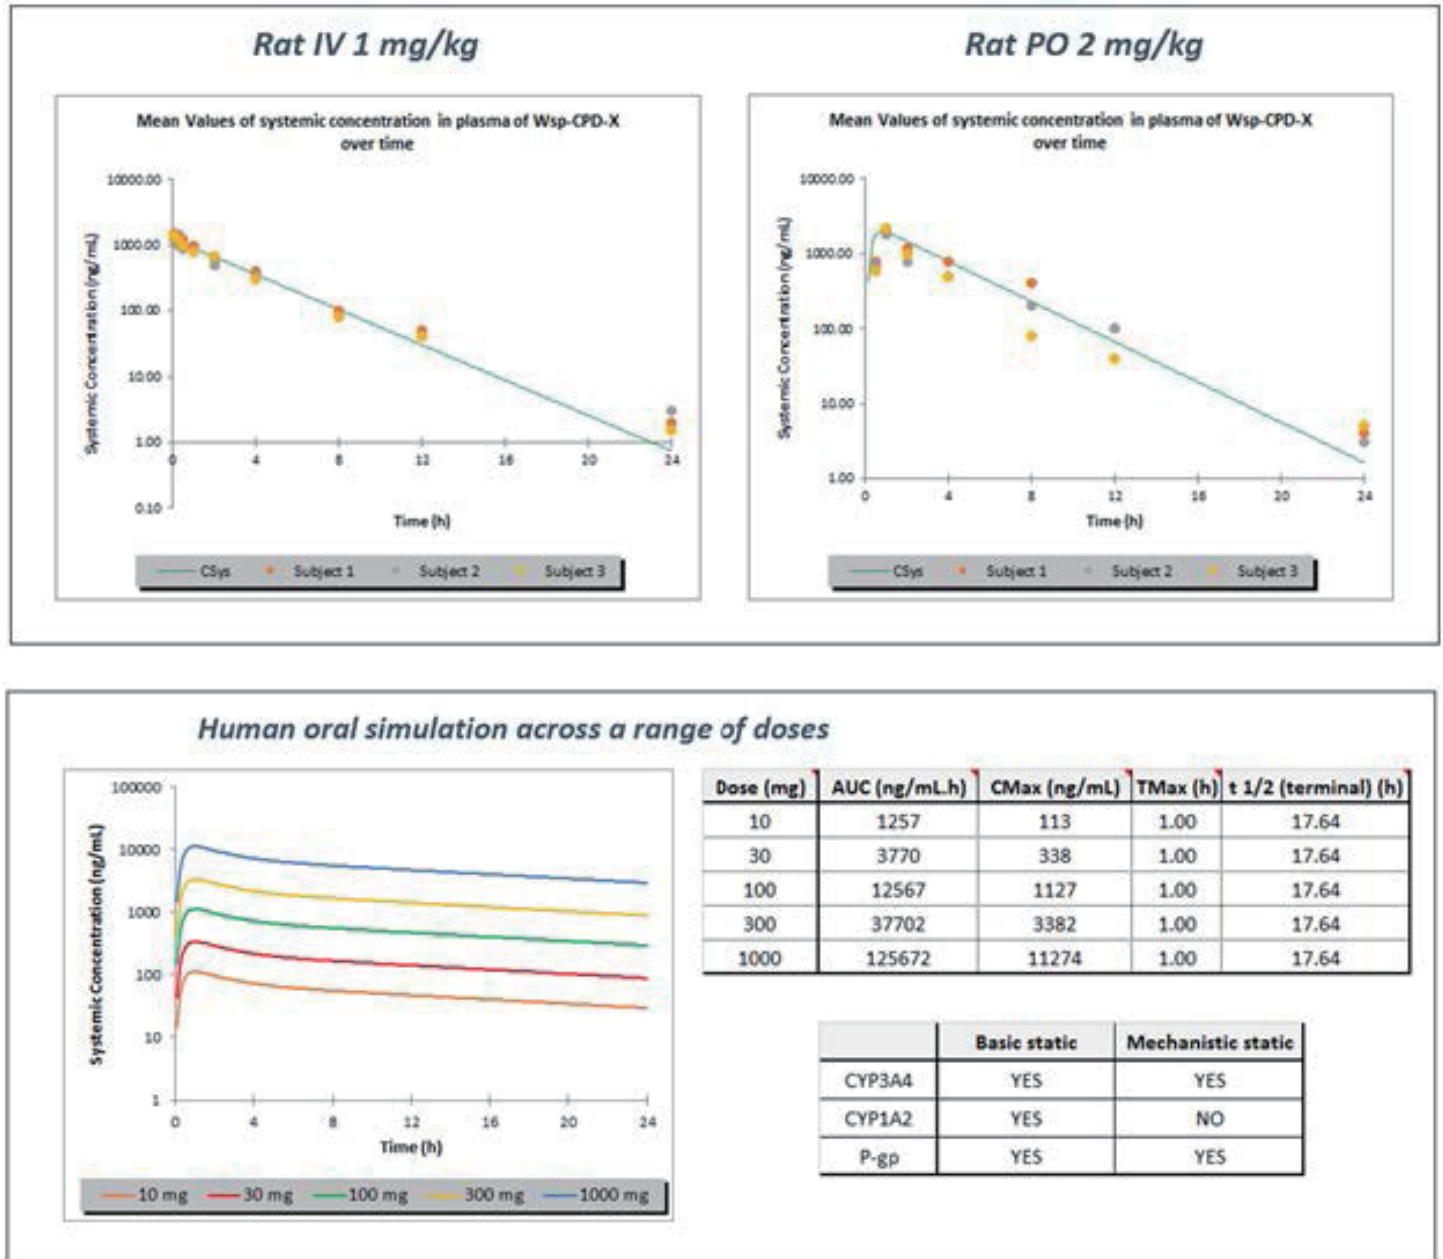 Rat IV 1 mg/kg
Rat PO 2 mg/kg
Mean Values of systemic concentration in plasma of Wsp-CPD-X
over time
10000.00
1000.00
100.00
10.00
1.00
0.10
Systemic Concentration (ng/mL)
0 4 8 12 16 20 24
Time (h)
CSys Subject 1 Subject 2 Subject 3
Mean Values of systemic concentration in plasma of Wsp-CPD-X
over time
10000.00
1000.00
100.00
10.00
1.00
Systemic Concentration (ng/mL)
0 4 8 12 16 20 24
Time (h)
CSys Subject 1 Subject 2 Subject 3
Human oral simulation across a range of doses
100000
10000
1000
100
10
1
Systemic Concentration (ng/mL)
0 4 8 12 16 20 24
Time (h)
10 mg 30 mg 100 mg 300 mg 1000 mg
Dose (mg) AUC (ng/mL.h) CMax (ng/mL) TMax (h) t 1/2 (terminal) (h)
10 1257 113 1.00 17.64
30 3770 338 1.00 17.64
100 12567 1127 1.00 17.64
300 37702 3382 1.00 17.64
1000 125672 11274 1.00 17.64
Basic static Mechanistic static
CYP3A4 YES YES
CYP1A2 YES NO
P-gp YES YES